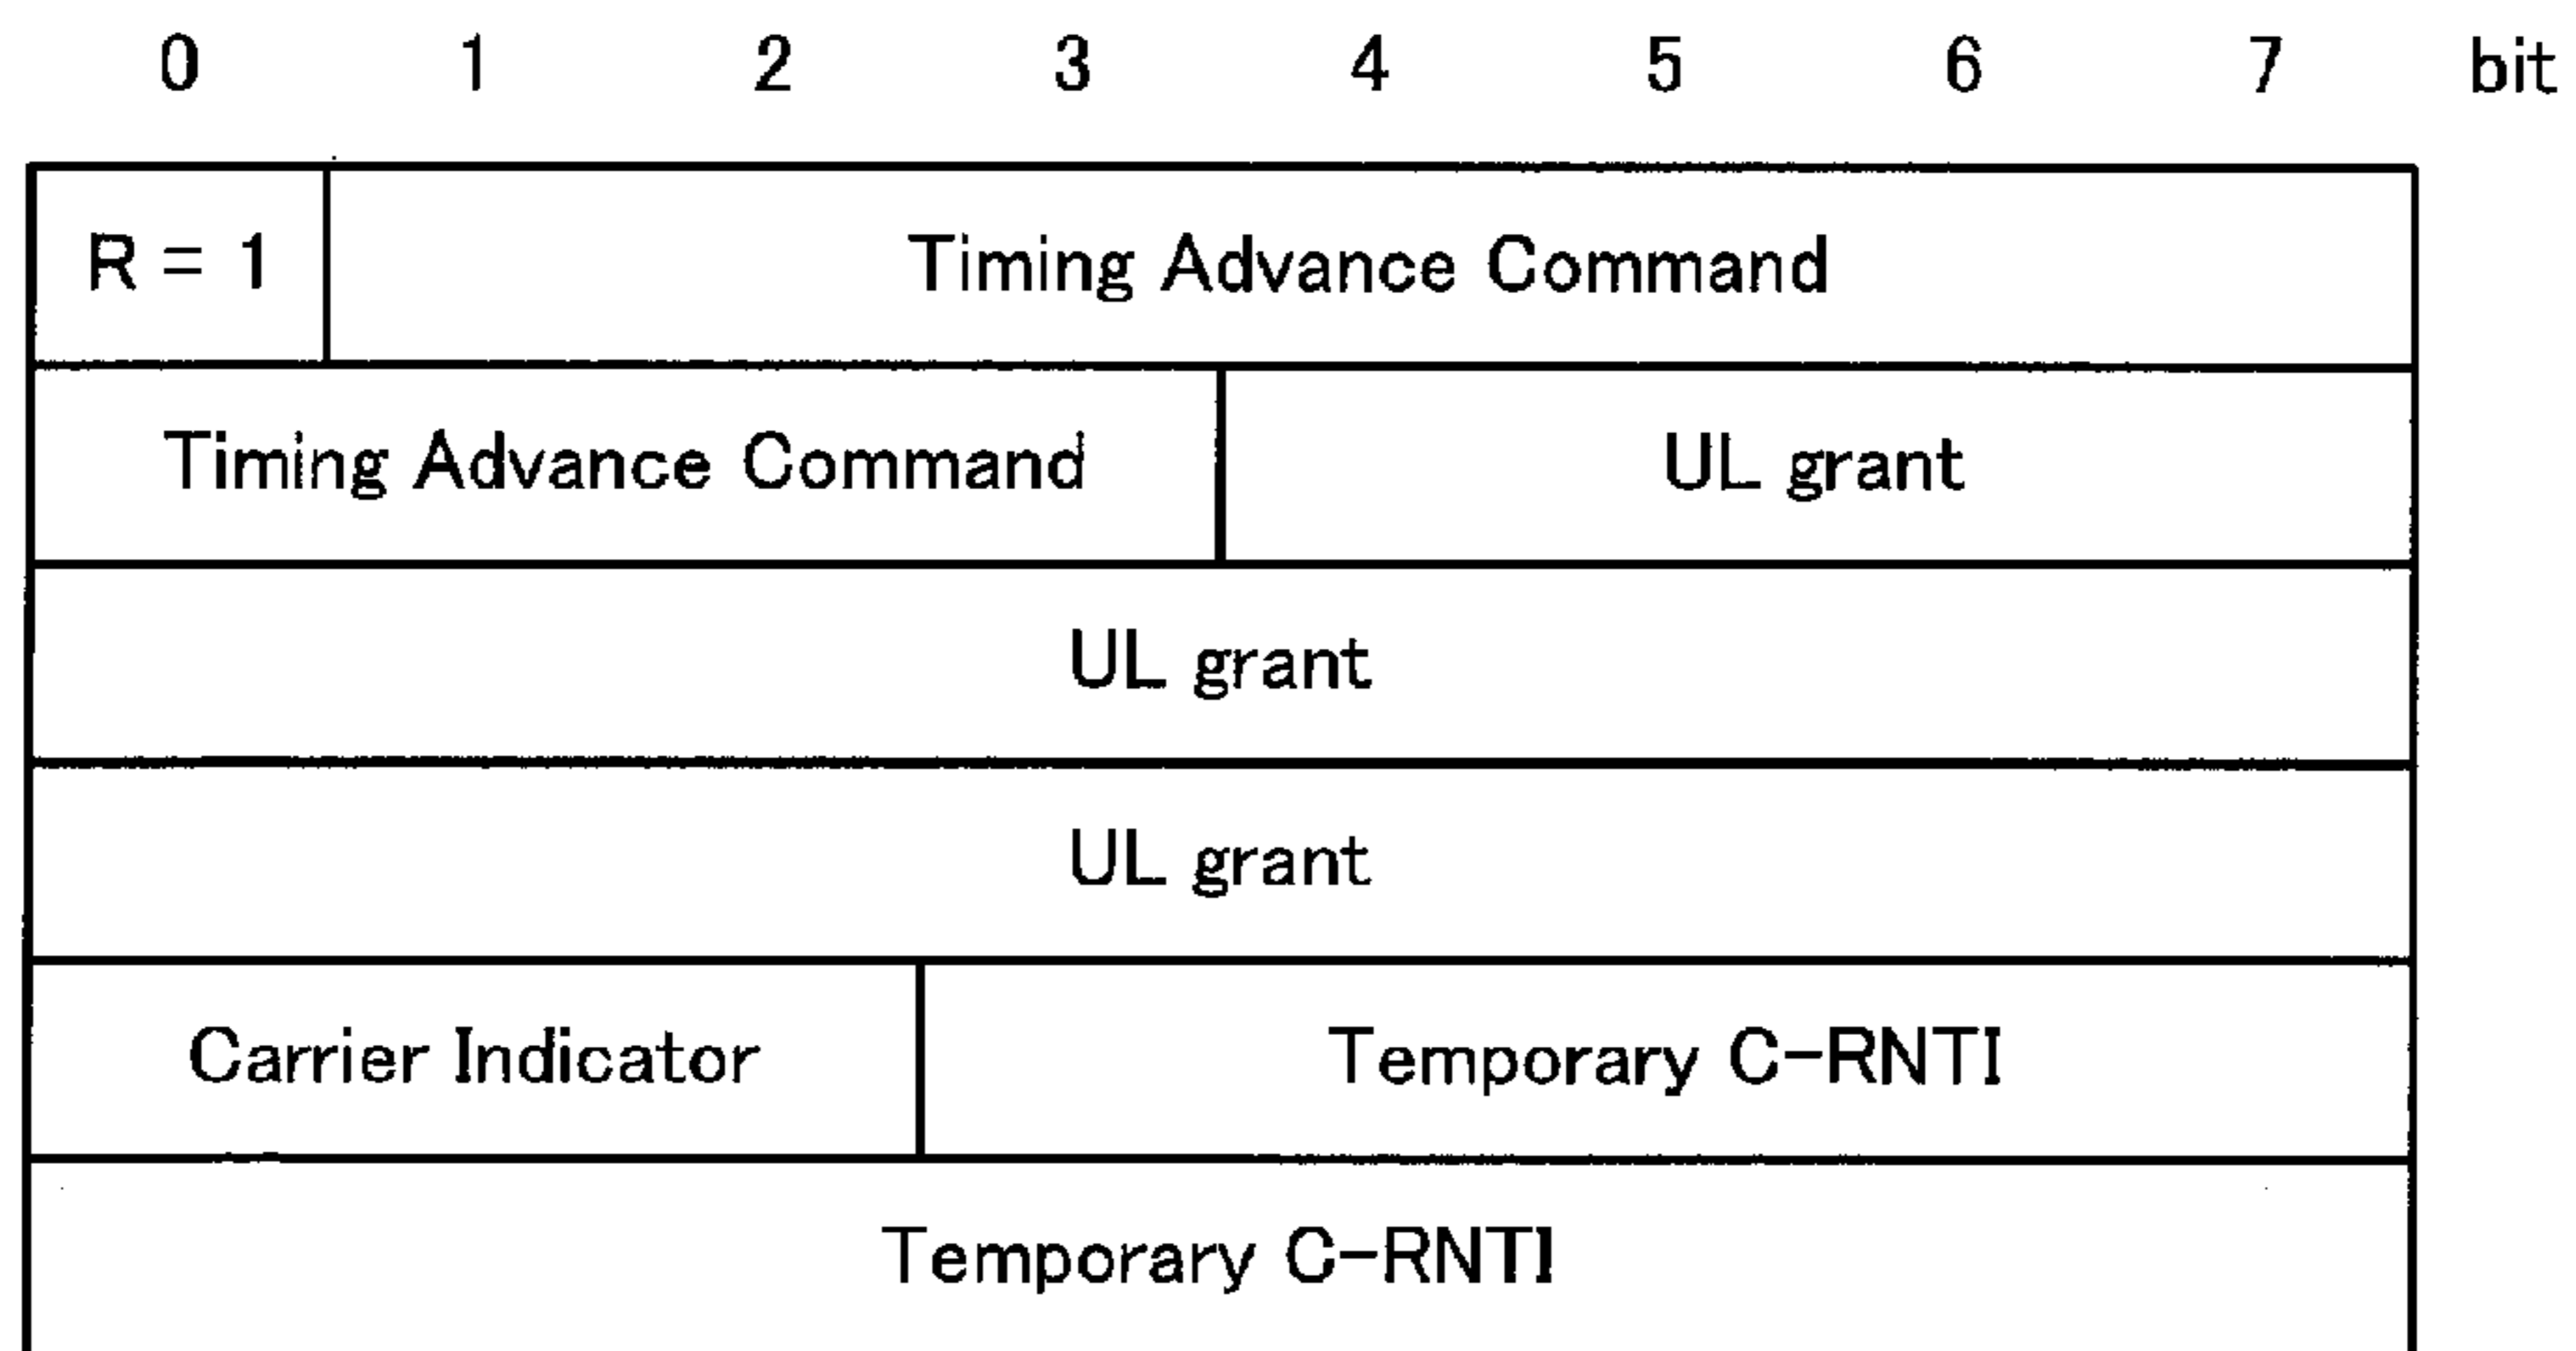 0 1 2 3 4 5 6 7 bit
R = 1 Timing Advance Command
Timing Advance Command UL grant
UL grant
UL grant
Carrier Indicator Temporary C-RNTI
Temporary C-RNTI